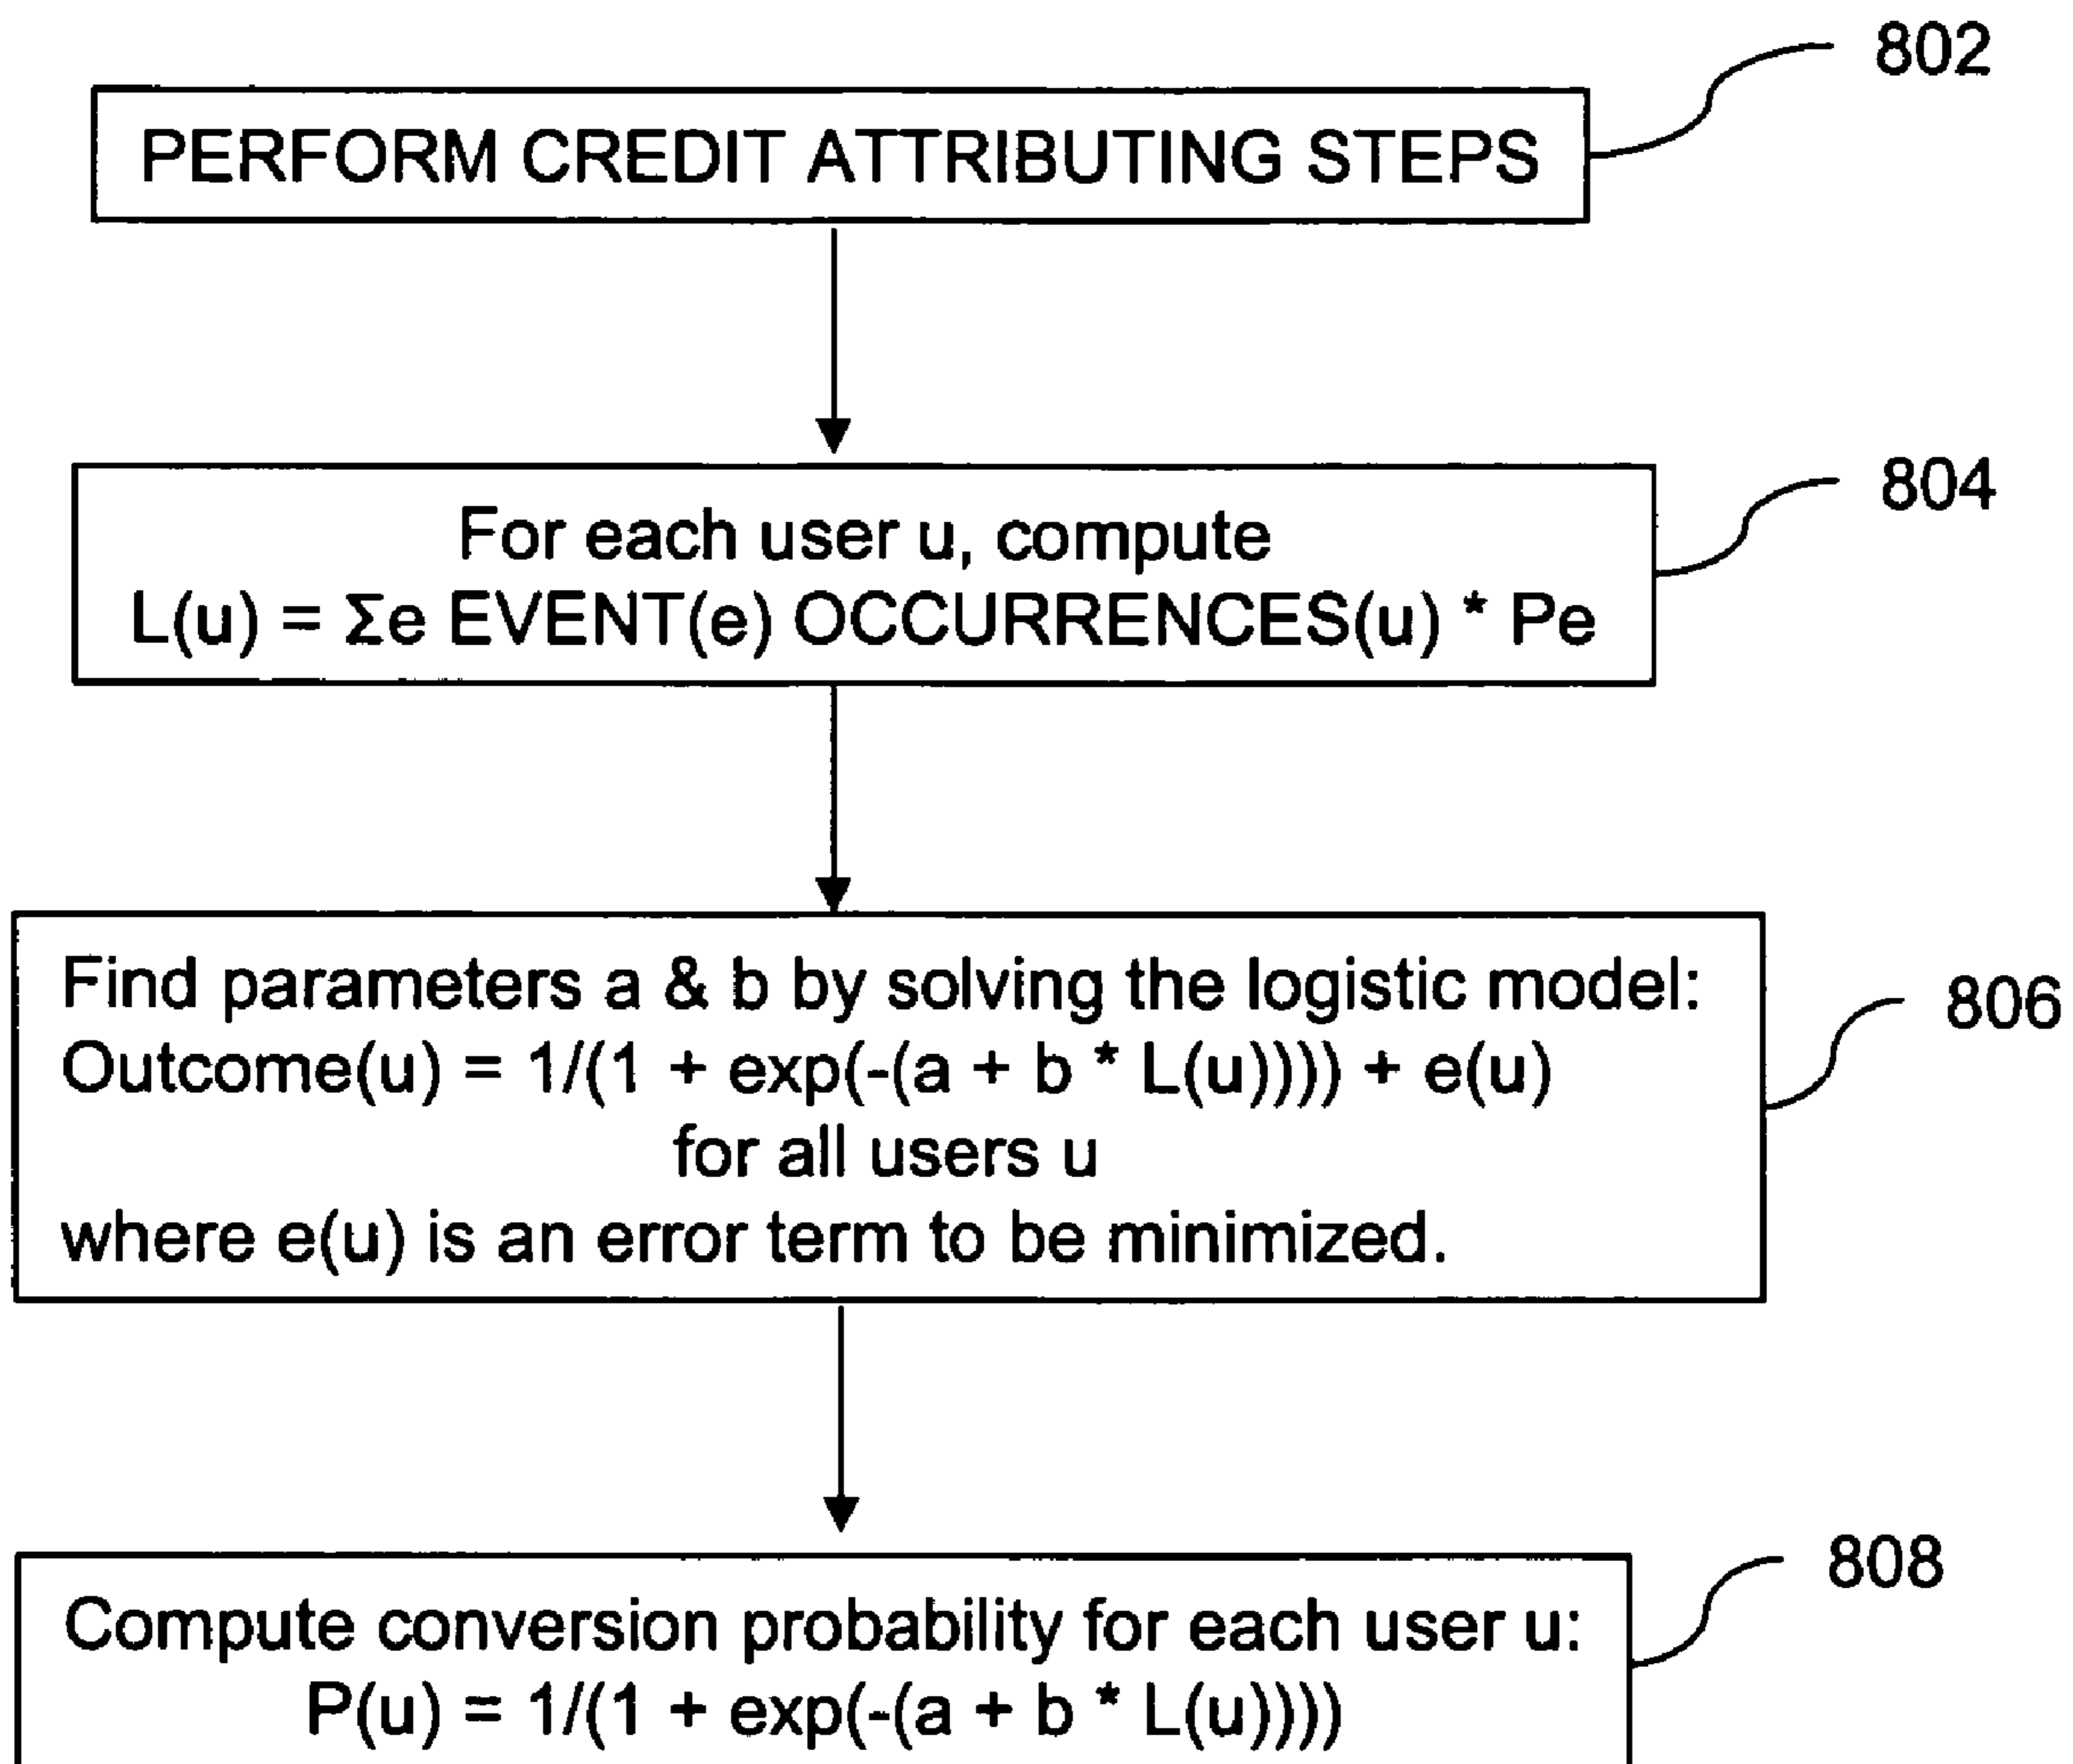 802
PERFORM CREDIT ATTRIBUTING STEPS
804
For each user u, compute
L(u) = Σe EVENT(e) OCCURRENCES(u) * Pe
806
Find parameters a & b by solving the logistic model:
Outcome(u) = 1/(1 + exp(-(a + b * L(u)))) + e(u)
for all users u
where e(u) is an error term to be minimized.
808
Compute conversion probability for each user u:
P(u) = 1/(1 + exp(-(a + b * L(u))))